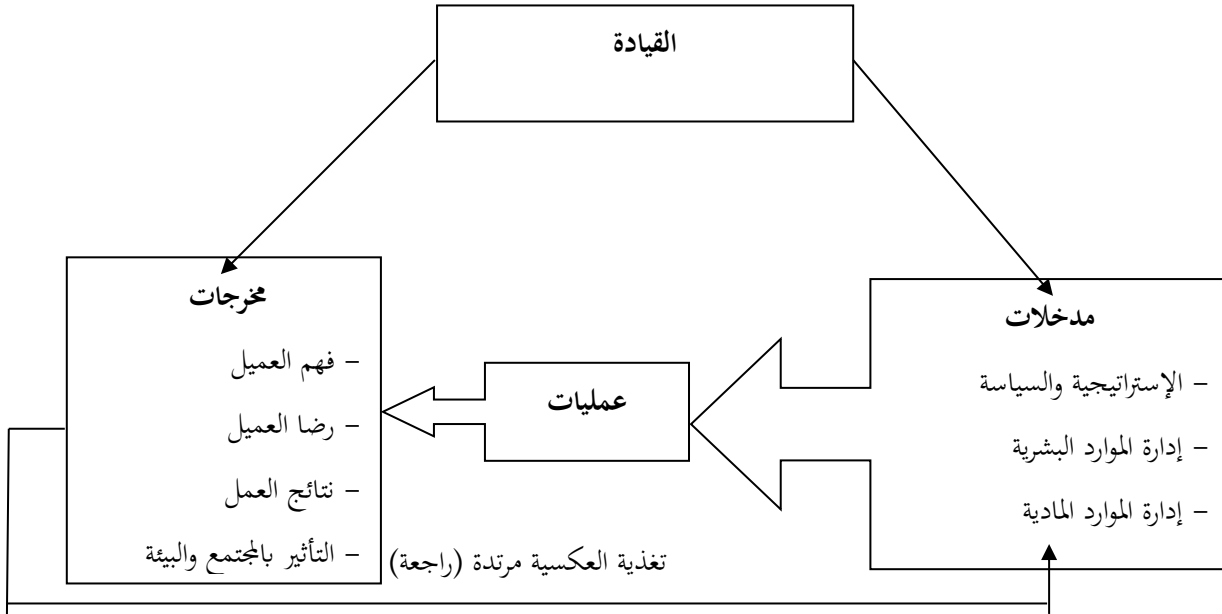 القيادة
مدخلات
– الإستراتيجية والسياسة
– إدارة الموارد البشرية
– إدارة الموارد المادية
عمليات
مخرجات
– فهم العميل
– رضا العميل
– نتائج العمل
– التأثير بالمجتمع والبيئة
تغذية العكسية مرتدة (راجعة)